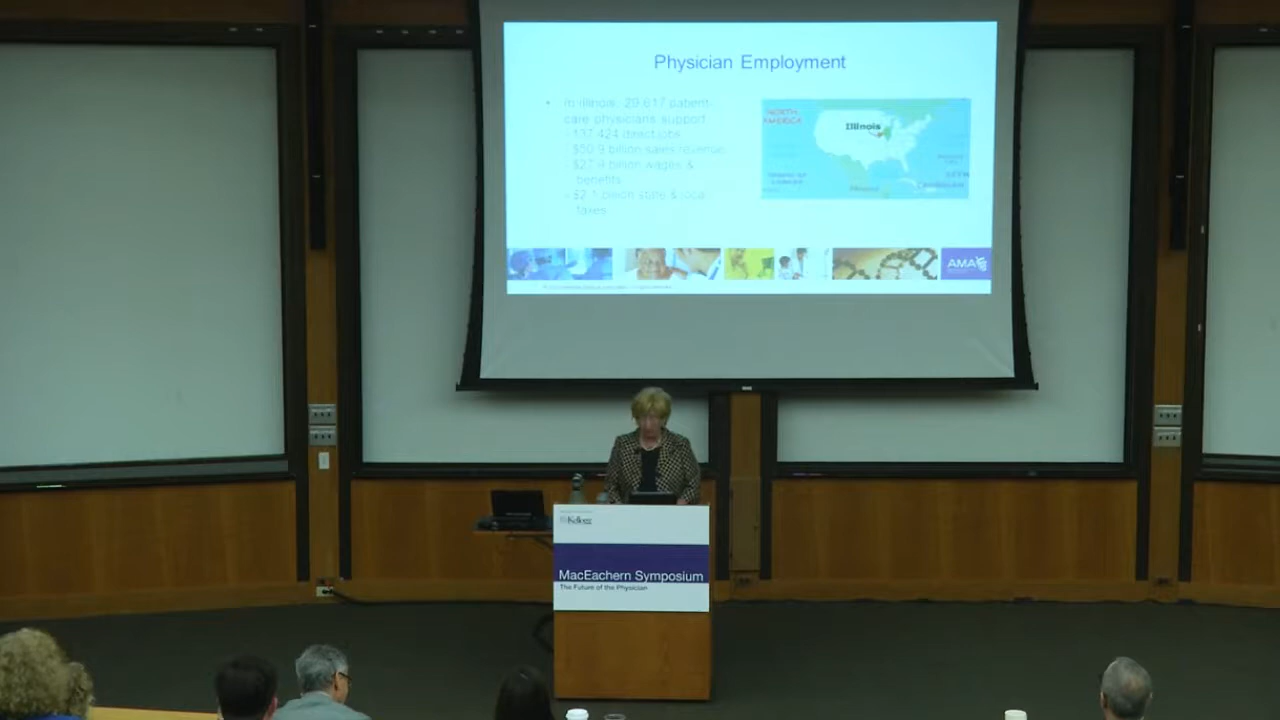 Physician Employment
• In Illinois, 29,617 patient-
care physicians support
- 137,424 direct jobs
- $50.9 billion sales revenue
- $27.4 billion wages &
benefits
- $2.1 billion state & local
taxes
NORTH
AMERICA
Illinois
Mexico
AMA
Kellogg
MacEachern Symposium
The Future of the Physician